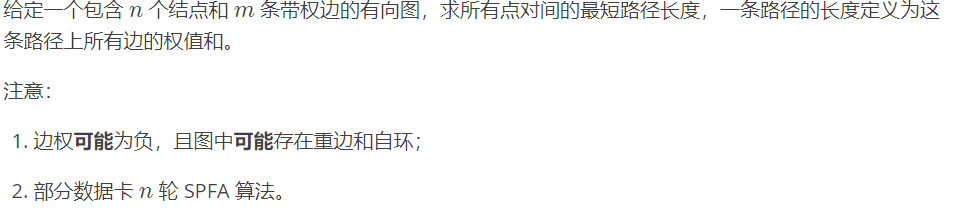 给定一个包含 n 个结点和 m 条带权边的有向图，求所有点对间的最短路径长度，一条路径的长度定义为这
条路径上所有边的权值和。
注意：
1. 边权可能为负，且图中可能存在重边和自环；
2. 部分数据卡 n 轮 SPFA 算法。